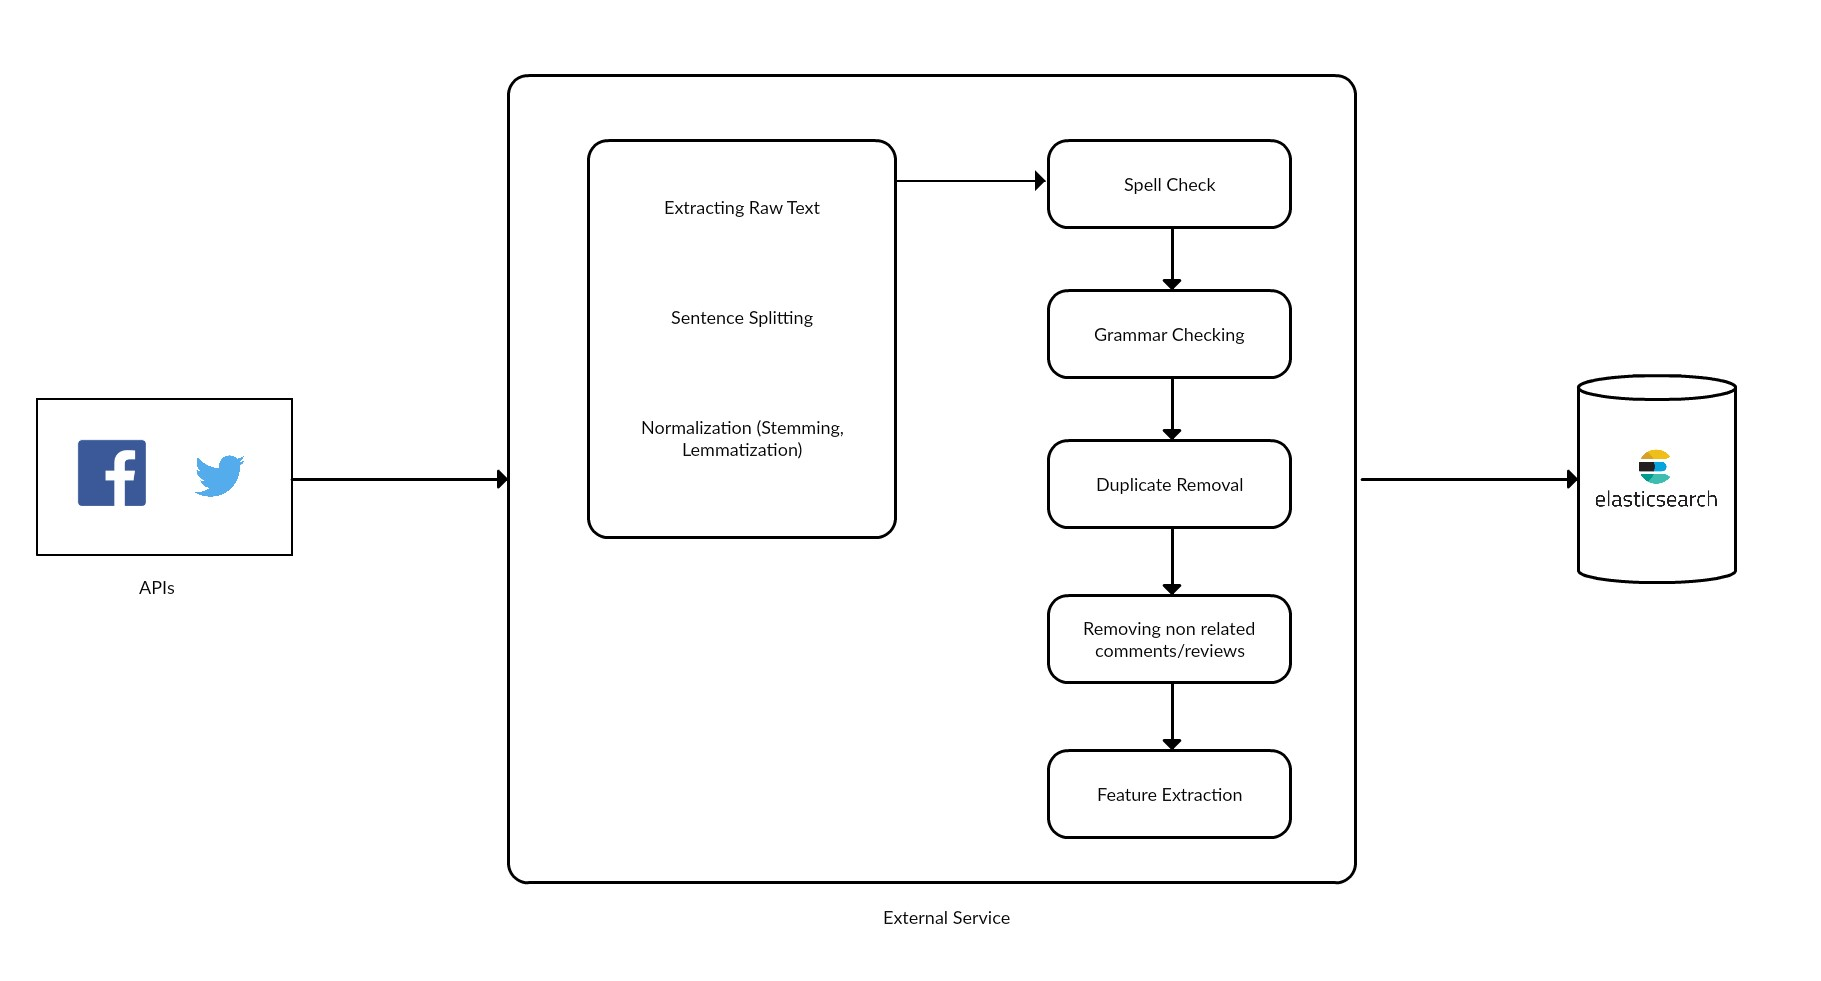 Extracting Raw Text
Sentence Splitting
Normalization (Stemming,
Lemmatization)
Spell Check
Grammar Checking
Duplicate Removal
Removing non related
comments/reviews
Feature Extraction
APIs
elasticsearch
External Service